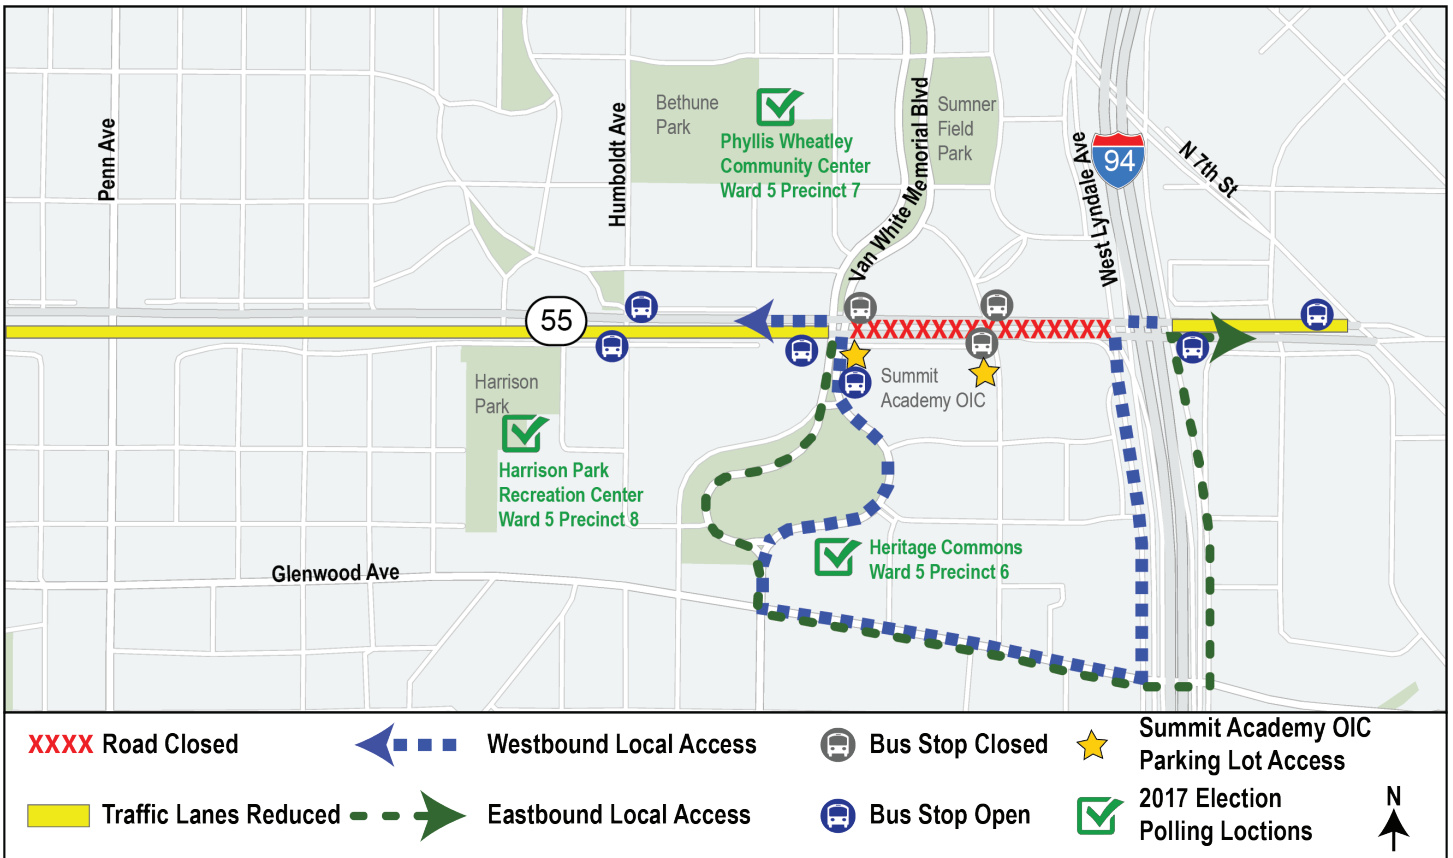 Bethune
Park
Phyllis Wheatley
Community Center
Ward 5 Precinct 7
Sumner
Field
Park
Penn Ave
Humboldt Ave
Van White Memorial Blvd
West Lyndale Ave
94
N 7th St
55
XXXXXXXXXXXXXXXXX
Harrison
Park
Summit
Academy OIC
Harrison Park
Recreation Center
Ward 5 Precinct 8
Heritage Commons
Ward 5 Precinct 6
Glenwood Ave
XXXX Road Closed
Westbound Local Access
Bus Stop Closed
Summit Academy OIC
Parking Lot Access
Traffic Lanes Reduced
Eastbound Local Access
Bus Stop Open
2017 Election
Polling Loctions
N